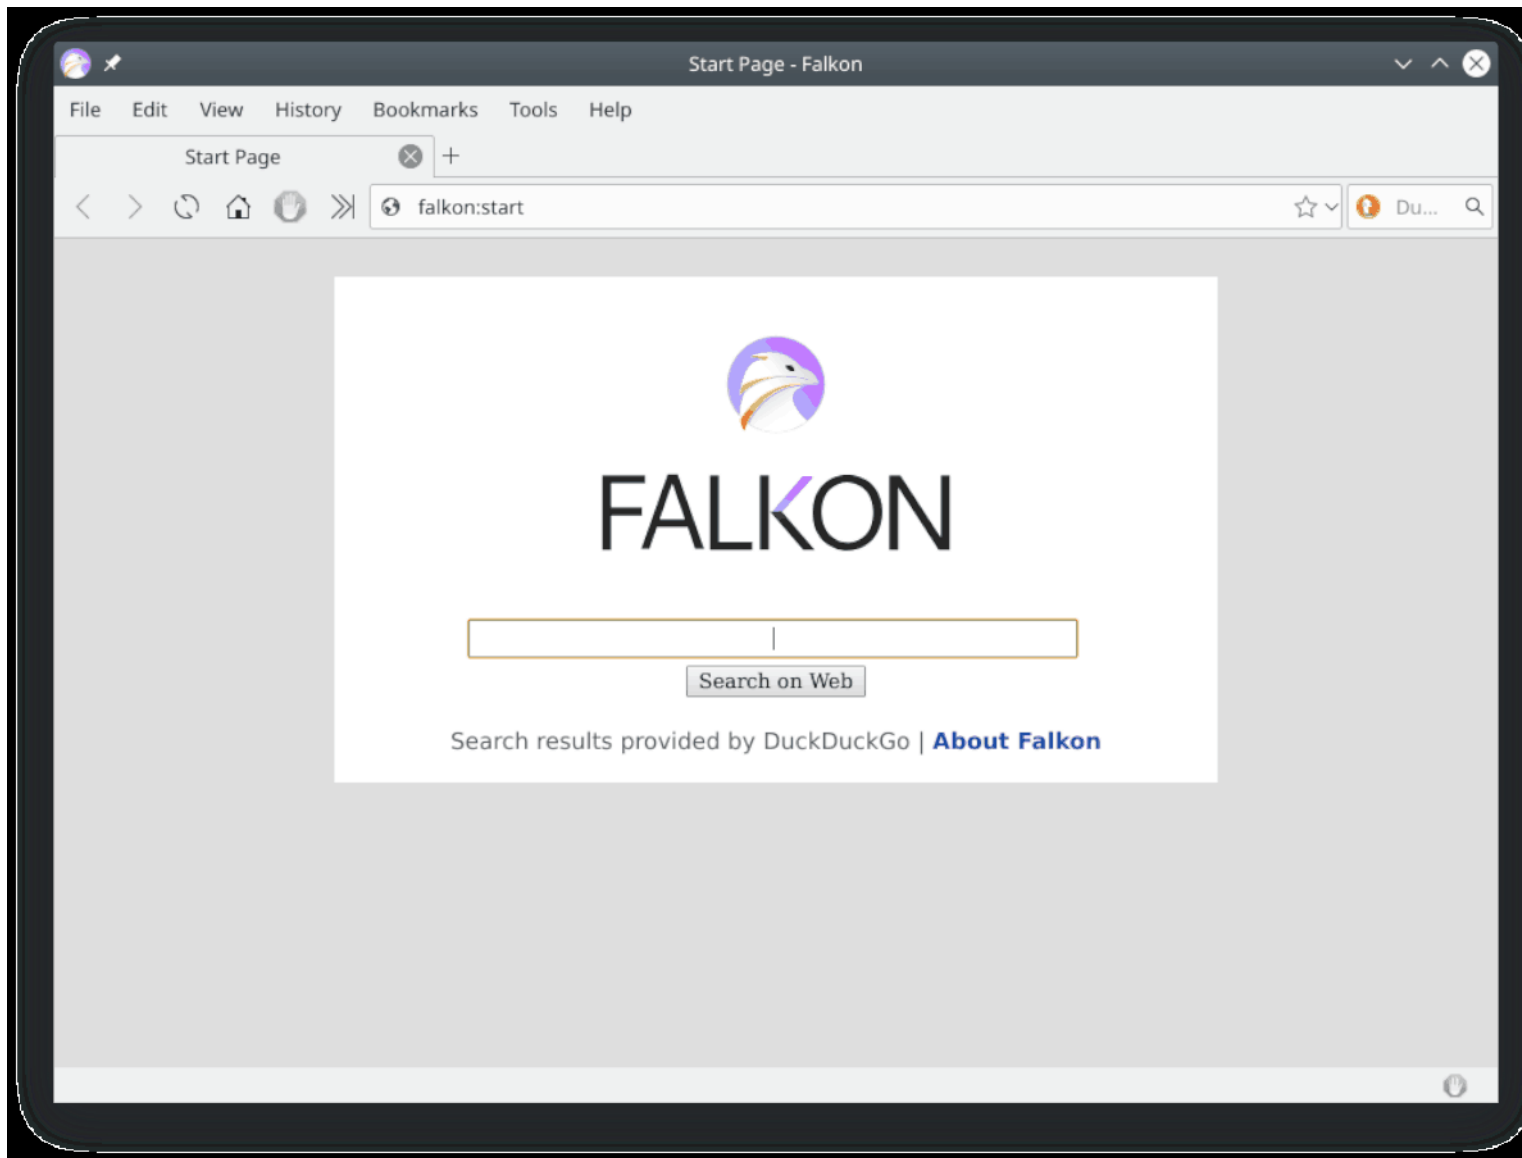 Start Page - Falkon
File Edit View History Bookmarks Tools Help
Start Page
falkon:start Du...
FALKON
Search on Web
Search results provided by DuckDuckGo | About Falkon